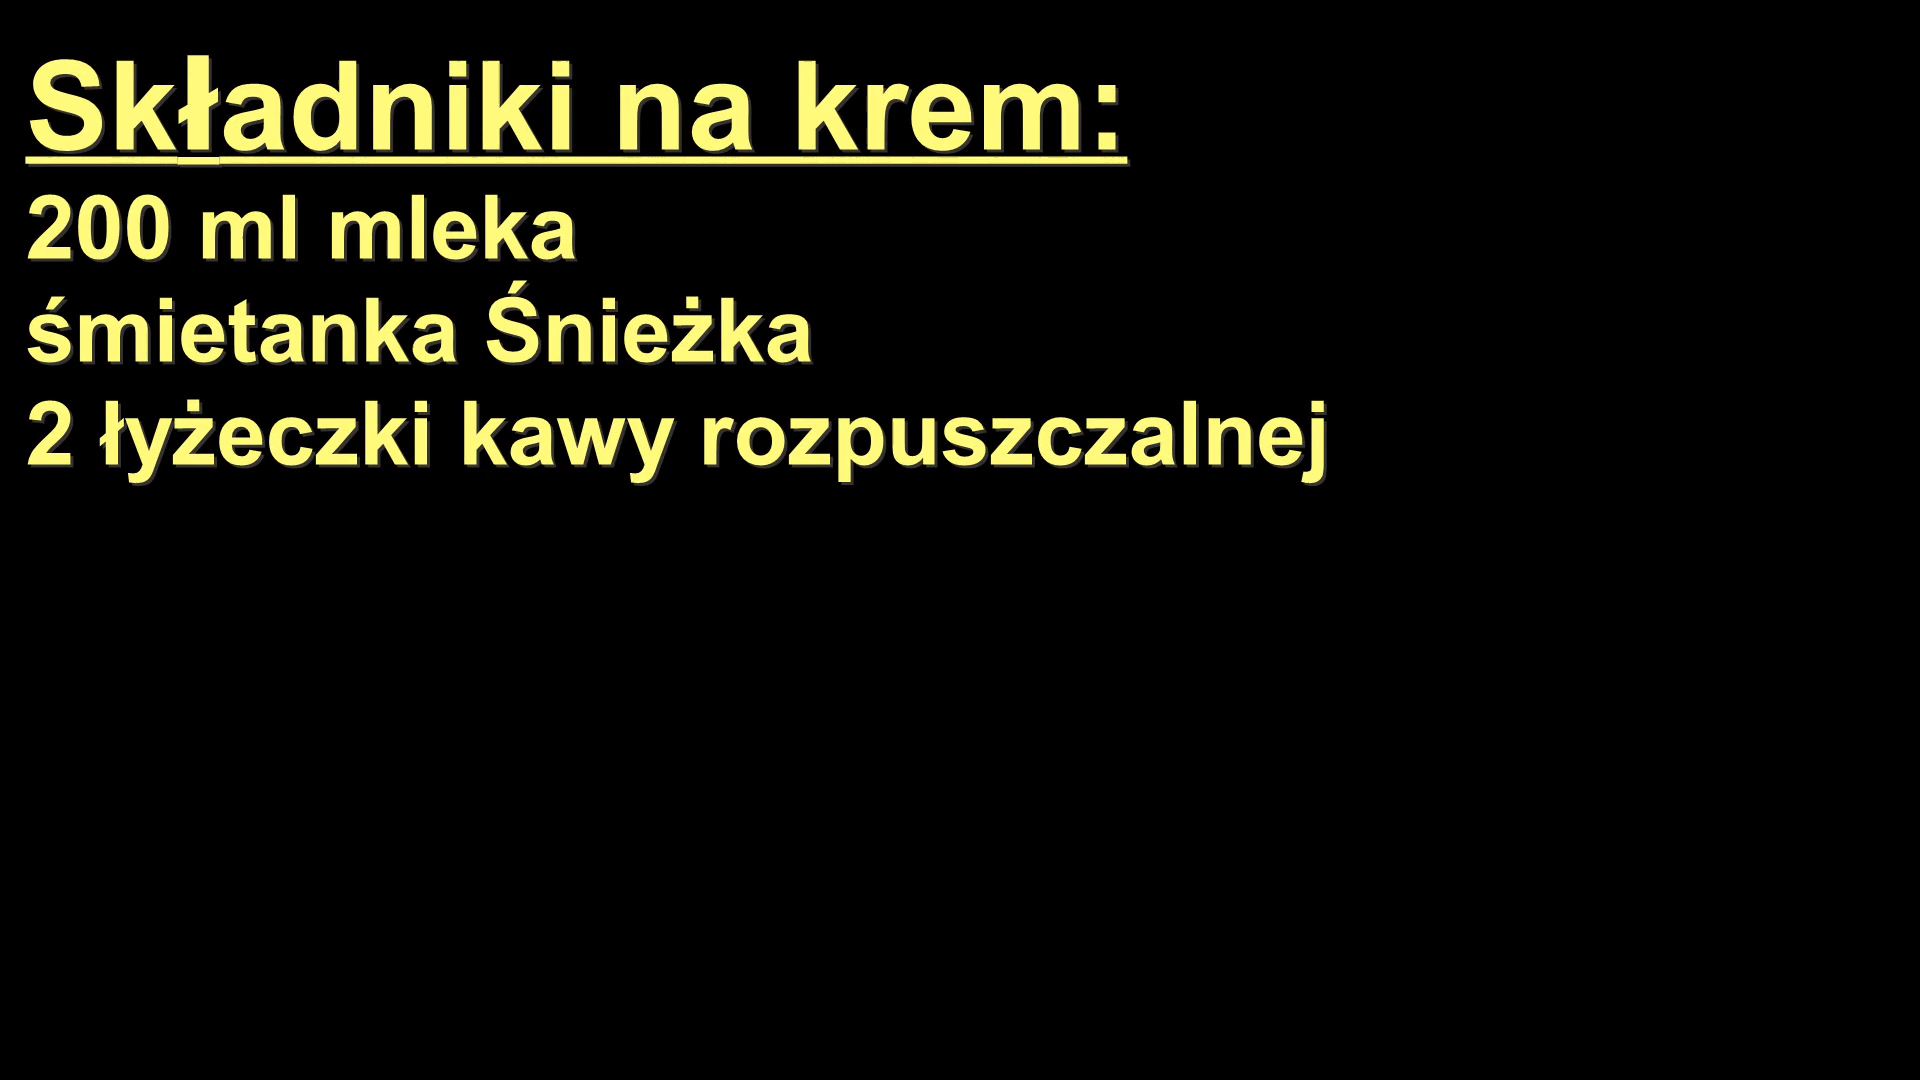 Składniki na krem:
200 ml mleka
śmietanka Śnieżka
2 łyżeczki kawy rozpuszczalnej